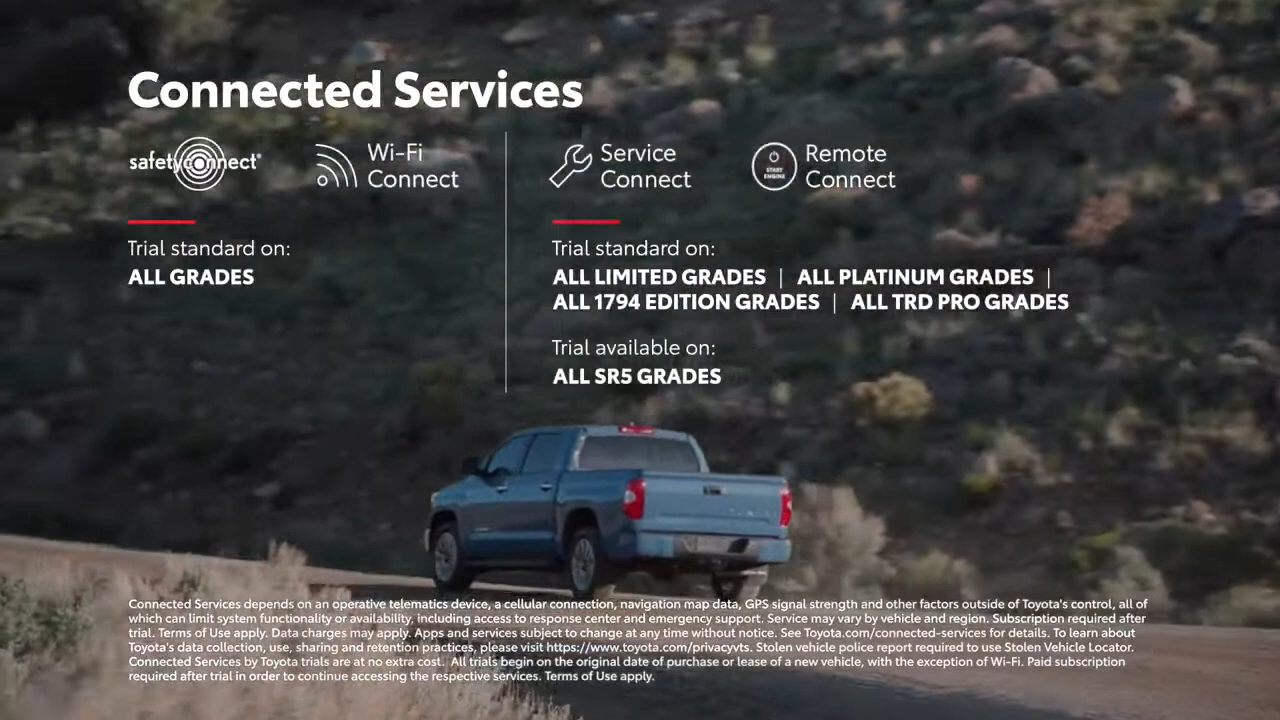 Connected Services
safety connect®
Wi-Fi
Connect
Service
Connect
START
ENGINE
Remote
Connect
Trial standard on:
ALL GRADES
Trial standard on:
ALL LIMITED GRADES | ALL PLATINUM GRADES |
ALL 1794 EDITION GRADES | ALL TRD PRO GRADES
Trial available on:
ALL SR5 GRADES
Connected Services depends on an operative telematics device, a cellular connection, navigation map data, GPS signal strength and other factors outside of Toyota's control, all of
which can limit system functionality or availability, including access to response center and emergency support. Service may vary by vehicle and region. Subscription required after
trial. Terms of Use apply. Data charges may apply. Apps and services subject to change at any time without notice. See Toyota.com/connected-services for details. To learn about
Toyota's data collection, use, sharing and retention practices, please visit https://www.toyota.com/privacyvts. Stolen vehicle police report required to use Stolen Vehicle Locator.
Connected Services by Toyota trials are at no extra cost. All trials begin on the original date of purchase or lease of a new vehicle, with the exception of Wi-Fi. Paid subscription
required after trial in order to continue accessing the respective services. Terms of Use apply.